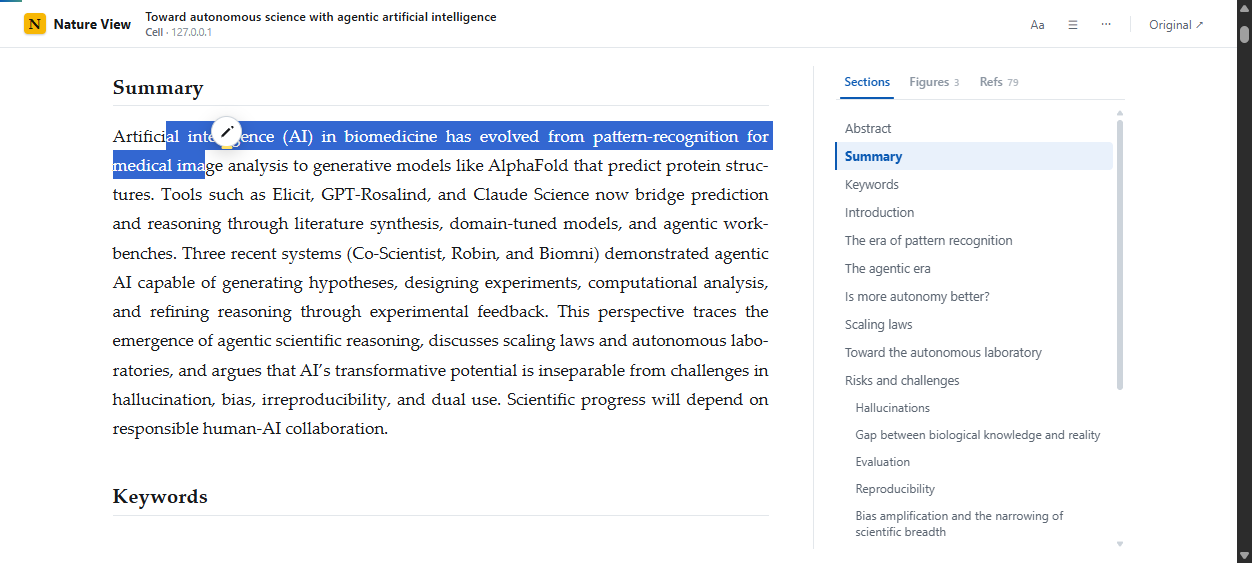 N Nature View
Toward autonomous science with agentic artificial intelligence
Cell · 127.0.0.1
Aa
Original ↗
Summary
Artificial intelligence (AI) in biomedicine has evolved from pattern-recognition for
medical image analysis to generative models like AlphaFold that predict protein struc-
tures. Tools such as Elicit, GPT-Rosalind, and Claude Science now bridge prediction
and reasoning through literature synthesis, domain-tuned models, and agentic work-
benches. Three recent systems (Co-Scientist, Robin, and Biomni) demonstrated agentic
AI capable of generating hypotheses, designing experiments, computational analysis,
and refining reasoning through experimental feedback. This perspective traces the
emergence of agentic scientific reasoning, discusses scaling laws and autonomous labo-
ratories, and argues that AI’s transformative potential is inseparable from challenges in
hallucination, bias, irreproducibility, and dual use. Scientific progress will depend on
responsible human-AI collaboration.
Keywords
Sections Figures 3 Refs 79
Abstract
Summary
Keywords
Introduction
The era of pattern recognition
The agentic era
Is more autonomy better?
Scaling laws
Toward the autonomous laboratory
Risks and challenges
Hallucinations
Gap between biological knowledge and reality
Evaluation
Reproducibility
Bias amplification and the narrowing of
scientific breadth